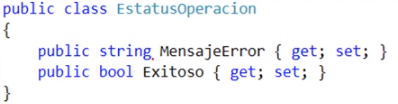 public class EstatusOperacion
{
public string MensajeError { get; set; }
public bool Exitoso { get; set; }
}